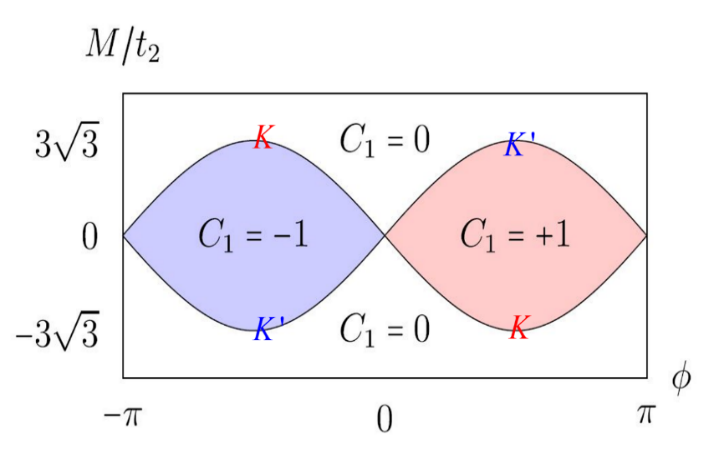 M/t₂
3√3
K
C₁ = 0
K'
0
C₁ = −1
C₁ = +1
−3√3
K'
C₁ = 0
K
ϕ
−π
0
π